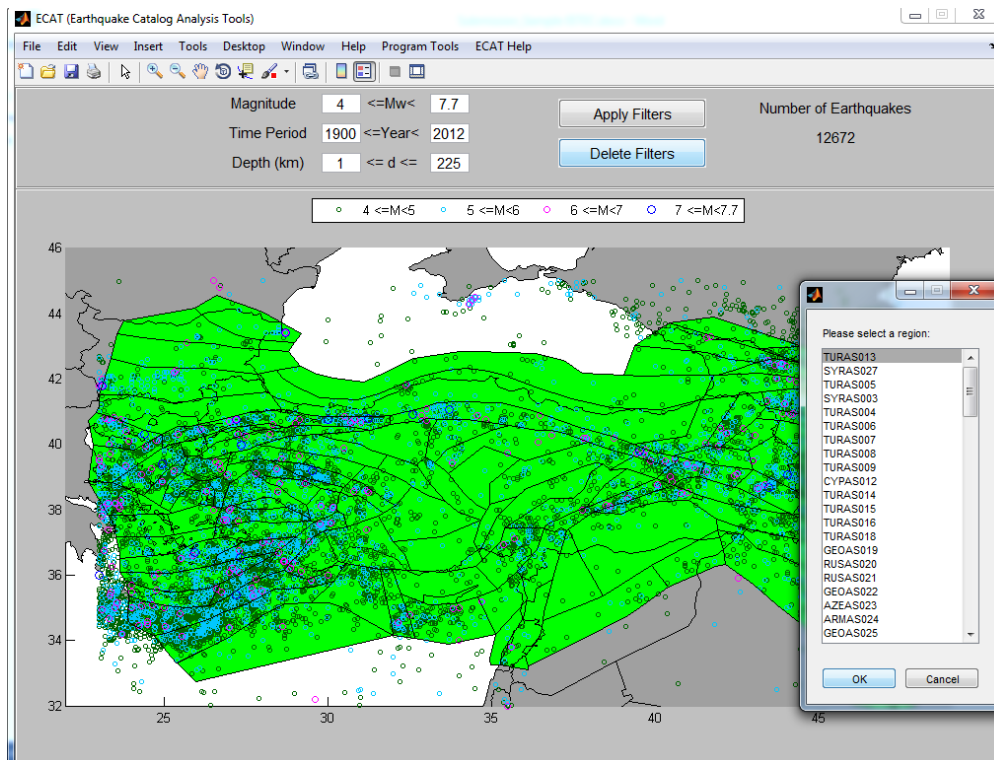 ECAT (Earthquake Catalog Analysis Tools)
File Edit View Insert Tools Desktop Window Help Program Tools ECAT Help
Magnitude 4 <=Mw< 7.7
Time Period 1900 <=Year< 2012
Depth (km) 1 <= d <= 225
Apply Filters
Delete Filters
Number of Earthquakes
12672
4 <=M<5 5 <=M<6 6 <=M<7 7 <=M<7.7
46
44
42
40
38
36
34
32
25 30 35 40 45
Please select a region:
TURAS013
SYRAS027
TURAS005
SYRAS003
TURAS004
TURAS006
TURAS007
TURAS008
TURAS009
CYPAS012
TURAS014
TURAS015
TURAS016
TURAS018
GEOAS019
RUSAS020
RUSAS021
GEOAS022
AZEAS023
ARMAS024
GEOAS025
OK Cancel